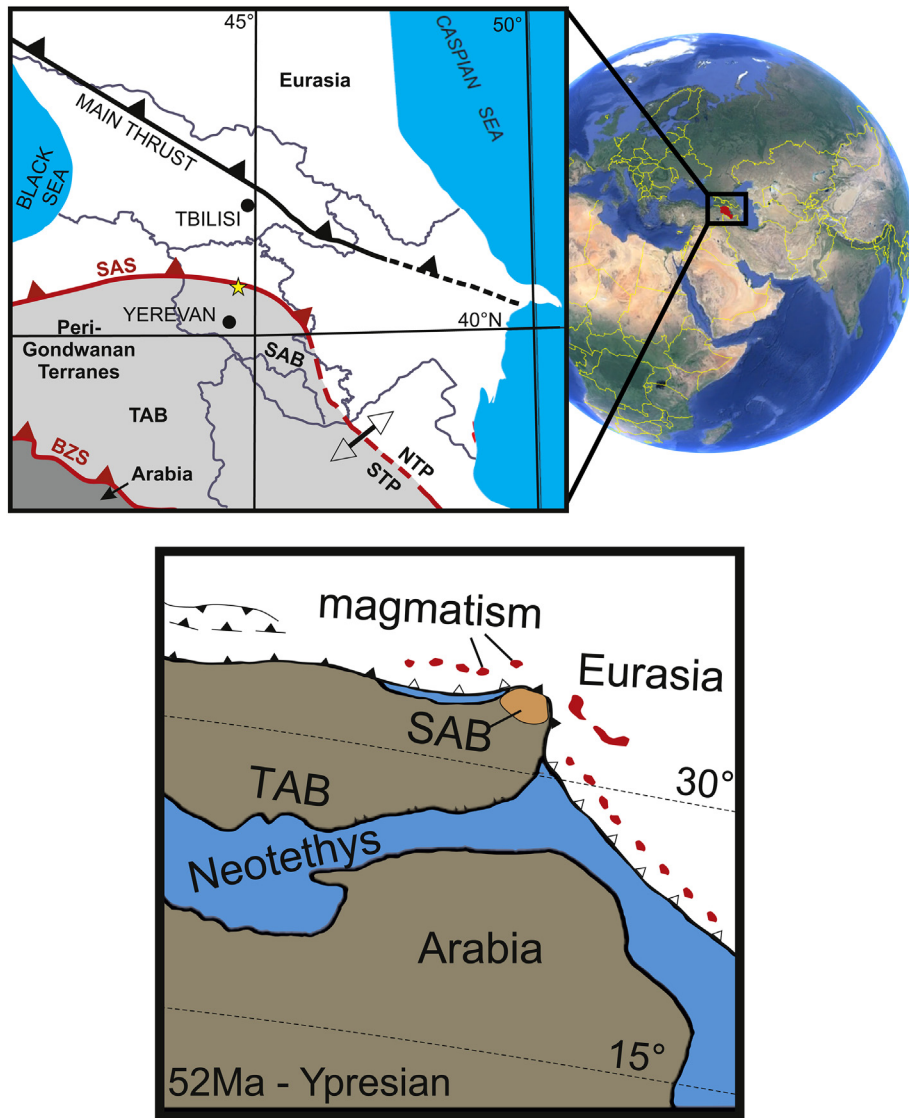 45°
50°
CASPIAN SEA
Eurasia
MAIN THRUST
BLACK
SEA
TBILISI
SAS
YEREVAN
40°N
Peri-
Gondwanan
Terranes
SAB
TAB
NTP
STP
BZS
Arabia
magmatism
Eurasia
SAB
30°
TAB
Neotethys
Arabia
15°
52Ma - Ypresian